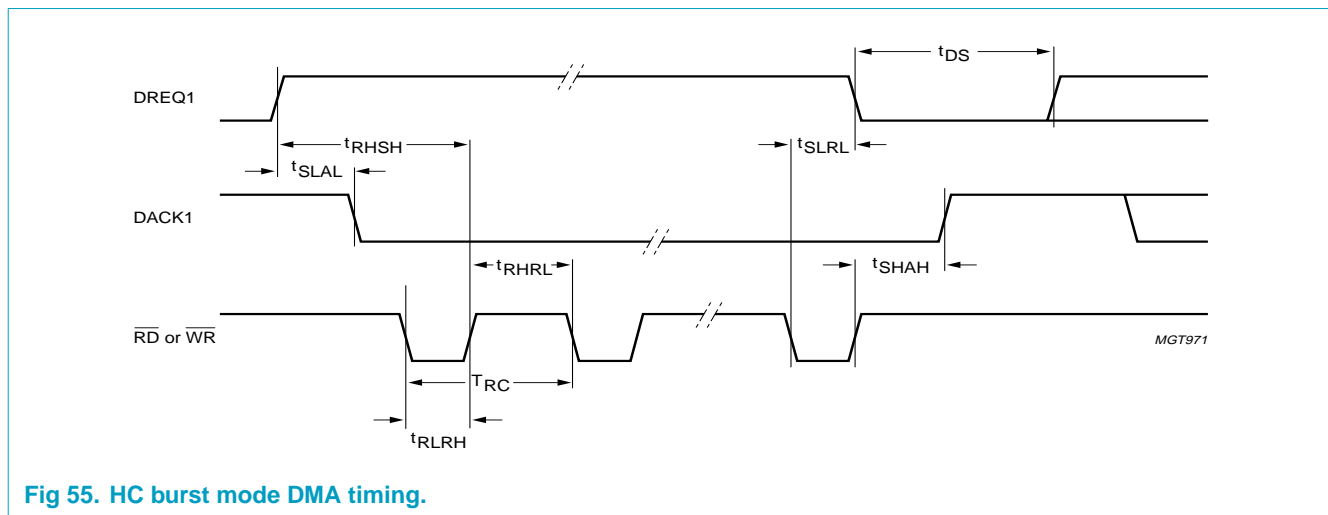 DREQ1
tDS
tRHSH
tSLRL
tSLAL
DACK1
tRHRL
tSHAH
RD or WR
MGT971
TRC
tRLRH
Fig 55. HC burst mode DMA timing.